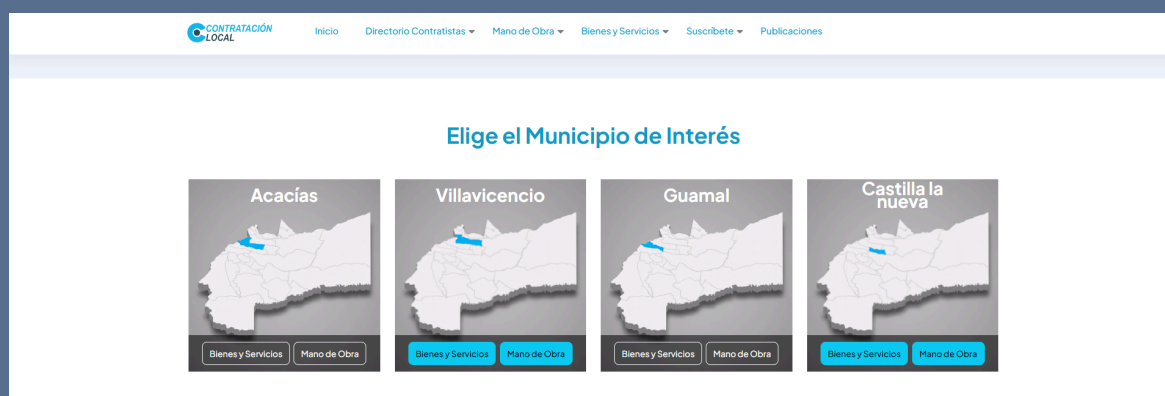 CONTRATACIÓN
LOCAL
Inicio
Directorio Contratistas
Mano de Obra
Bienes y Servicios
Suscríbete
Publicaciones
Elige el Municipio de Interés
Acacías
Bienes y Servicios
Mano de Obra
Villavicencio
Bienes y Servicios
Mano de Obra
Guamal
Bienes y Servicios
Mano de Obra
Castilla la
nueva
Bienes y Servicios
Mano de Obra